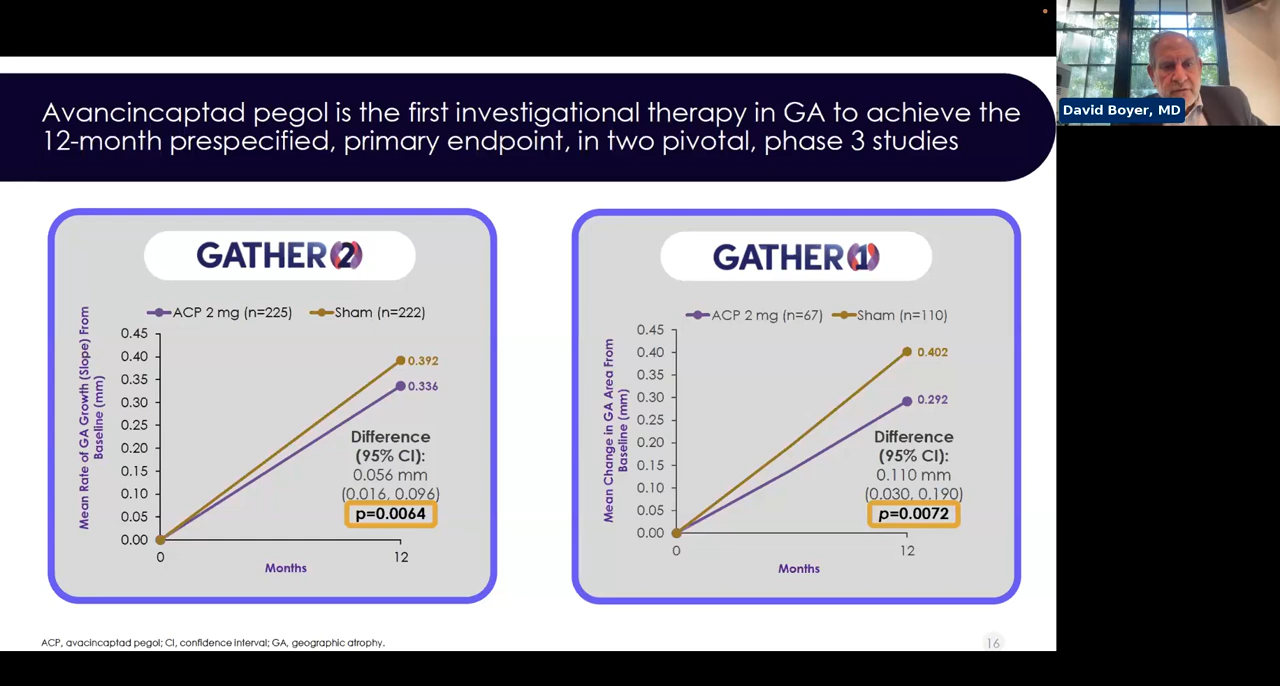 David Boyer, MD
Avancincaptad pegol is the first investigational therapy in GA to achieve the
12-month prespecified, primary endpoint, in two pivotal, phase 3 studies
GATHER 2
ACP 2 mg (n=225) Sham (n=222)
Mean Rate of GA Growth (Slope) From
Baseline (mm)
0.45
0.40
0.35
0.30
0.25
0.20
0.15
0.10
0.05
0.00
0.392
0.336
Difference
(95% CI):
0.056 mm
(0.016, 0.096)
p=0.0064
0 12
Months
GATHER 1
ACP 2 mg (n=67) Sham (n=110)
Mean Change in GA Area From
Baseline (mm)
0.45
0.40
0.35
0.30
0.25
0.20
0.15
0.10
0.05
0.00
0.402
0.292
Difference
(95% CI):
0.110 mm
(0.030, 0.190)
p=0.0072
0 12
Months
ACP, avacincaptad pegol; CI, confidence interval; GA, geographic atrophy.
16